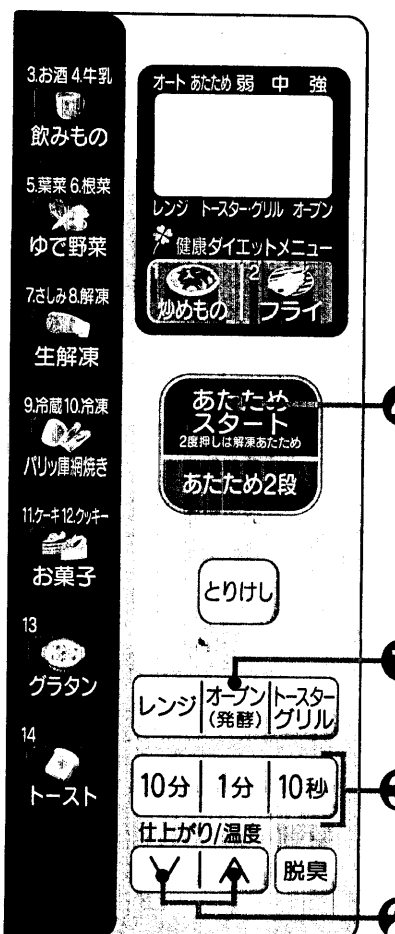 3.お酒 4.牛乳
飲みもの
5.葉菜 6.根菜
ゆで野菜
7.さしみ 8.解凍
生解凍
9.冷蔵 10.冷凍
パリッ庫網焼き
11.ケーキ 12.クッキー
お菓子
13
グラタン
14
トースト
オート あたため 弱 中 強
レンジ トースター・グリル オーブン
健康ダイエットメニュー
炒めもの
2
フライ
あたため
スタート
2度押しは解凍あたため
あたため2段
とりけし
レンジ
オーブン
(発酵)
トースター
グリル
10分 1分 10秒
仕上がり/温度
脱臭